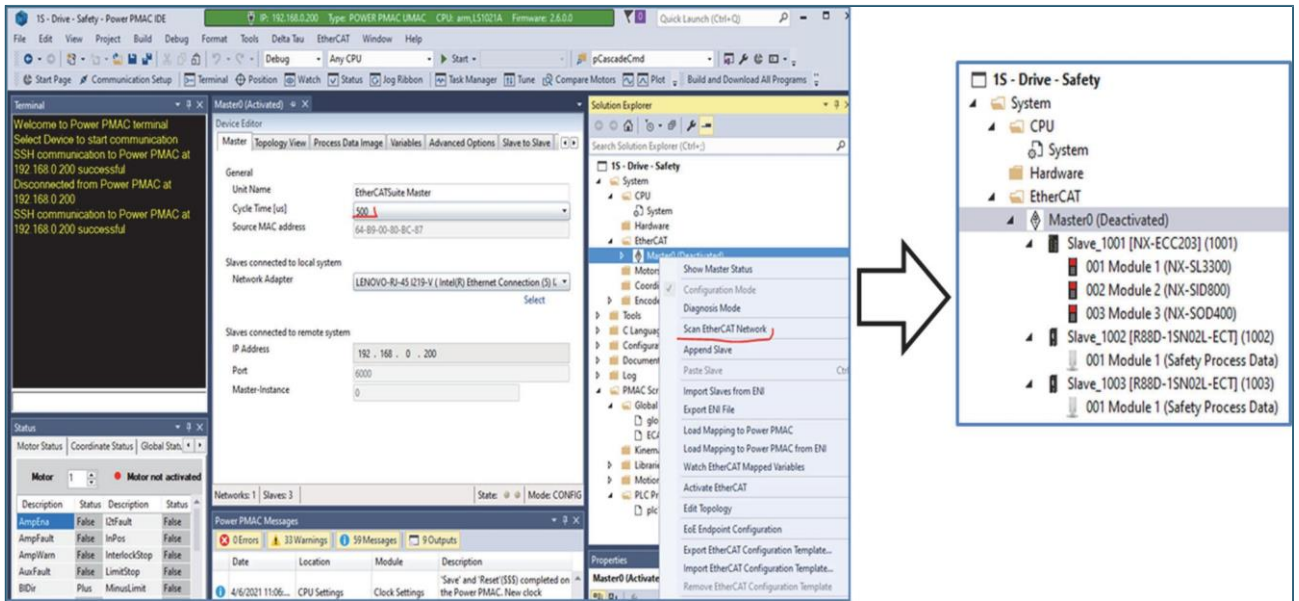 1S - Drive - Safety - Power PMAC IDE
IP: 192.168.0.200 Type: POWER PMAC UMAC CPU: arm,LS1021A Firmware: 2.6.0.0
Quick Launch (Ctrl+Q)
File Edit View Project Build Debug Format Tools Delta Tau EtherCAT Window Help
Debug Any CPU Start pCascadeCmd
Start Page Communication Setup Terminal Position Watch Status Jog Ribbon Task Manager Tune Compare Motors Plot Build and Download All Programs
Terminal
Welcome to Power PMAC terminal
Select Device to start communication
SSH communication to Power PMAC at
192.168.0.200 successful
Disconnected from Power PMAC at
192.168.0.200
SSH communication to Power PMAC at
192.168.0.200 successful
Status
Motor Status Coordinate Status Global Stat
Motor 1 Motor not activated
Description Status Description Status
AmpEna False I2tFault False
AmpFault False InPos False
AmpWarn False InterlockStop False
AuxFault False LimitStop False
BlDir Plus MinusLimit False
Master0 (Activated)
Device Editor
Master Topology View Process Data Image Variables Advanced Options Slave to Slave
General
Unit Name EtherCATSuite Master
Cycle Time [us] 500
Source MAC address 64-B9-00-80-BC-87
Slaves connected to local system
Network Adapter LENOVO-RJ-45 I219-V ( Intel(R) Ethernet Connection (5) I
Select
Slaves connected to remote system
IP Address 192 . 168 . 0 . 200
Port 6000
Master-Instance 0
Networks: 1 Slaves: 3 State: Mode: CONFIG
Power PMAC Messages
0 Errors 33 Warnings 59 Messages 9 Outputs
Date Location Module Description
4/6/2021 11:06:... CPU Settings Clock Settings 'Save' and 'Reset'($$$) completed on
the Power PMAC. New clock
Solution Explorer
Search Solution Explorer (Ctrl+;)
1S - Drive - Safety
System
CPU
System
Hardware
EtherCAT
Master0 (Deactivated)
Motors
Coordi
Encode
Tools
C Languag
Configura
Document
Log
PMAC Scr
Global
glo
ECA
Kinem
Librari
Motion
PLC Pr
plc
Show Master Status
Configuration Mode
Diagnosis Mode
Scan EtherCAT Network
Append Slave
Paste Slave Ctrl
Import Slaves from ENI
Export ENI File
Load Mapping to Power PMAC
Load Mapping to Power PMAC from ENI
Watch EtherCAT Mapped Variables
Activate EtherCAT
Edit Topology
EoE Endpoint Configuration
Export EtherCAT Configuration Template...
Import EtherCAT Configuration Template...
Remove EtherCAT Configuration Template
Properties
Master0 (Activate
1S - Drive - Safety
System
CPU
System
Hardware
EtherCAT
Master0 (Deactivated)
Slave_1001 [NX-ECC203] (1001)
001 Module 1 (NX-SL3300)
002 Module 2 (NX-SID800)
003 Module 3 (NX-SOD400)
Slave_1002 [R88D-1SN02L-ECT] (1002)
001 Module 1 (Safety Process Data)
Slave_1003 [R88D-1SN02L-ECT] (1003)
001 Module 1 (Safety Process Data)